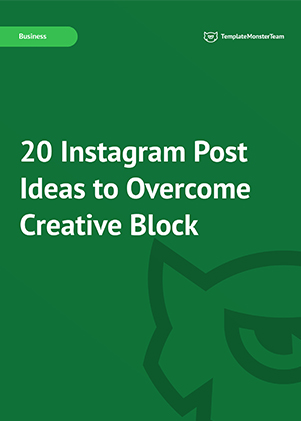 Business
TemplateMonsterTeam
20 Instagram Post
Ideas to Overcome
Creative Block